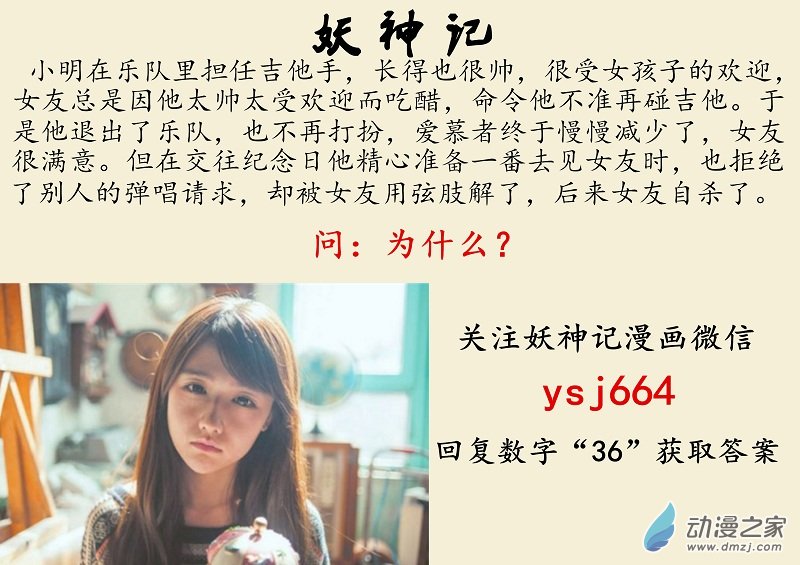 妖神记
小明在乐队里担任吉他手，长得也很帅，很受女孩子的欢迎，
女友总是因他太帅太受欢迎而吃醋，命令他不准再碰吉他。于
是他退出了乐队，也不再打扮，爱慕者终于慢慢减少了，女友
很满意。但在交往纪念日他精心准备一番去见女友时，也拒绝
了别人的弹唱请求，却被女友用弦肢解了，后来女友自杀了。
问：为什么？
关注妖神记漫画微信
ysj664
回复数字“36”获取答案
动漫之家
www.dmzj.com